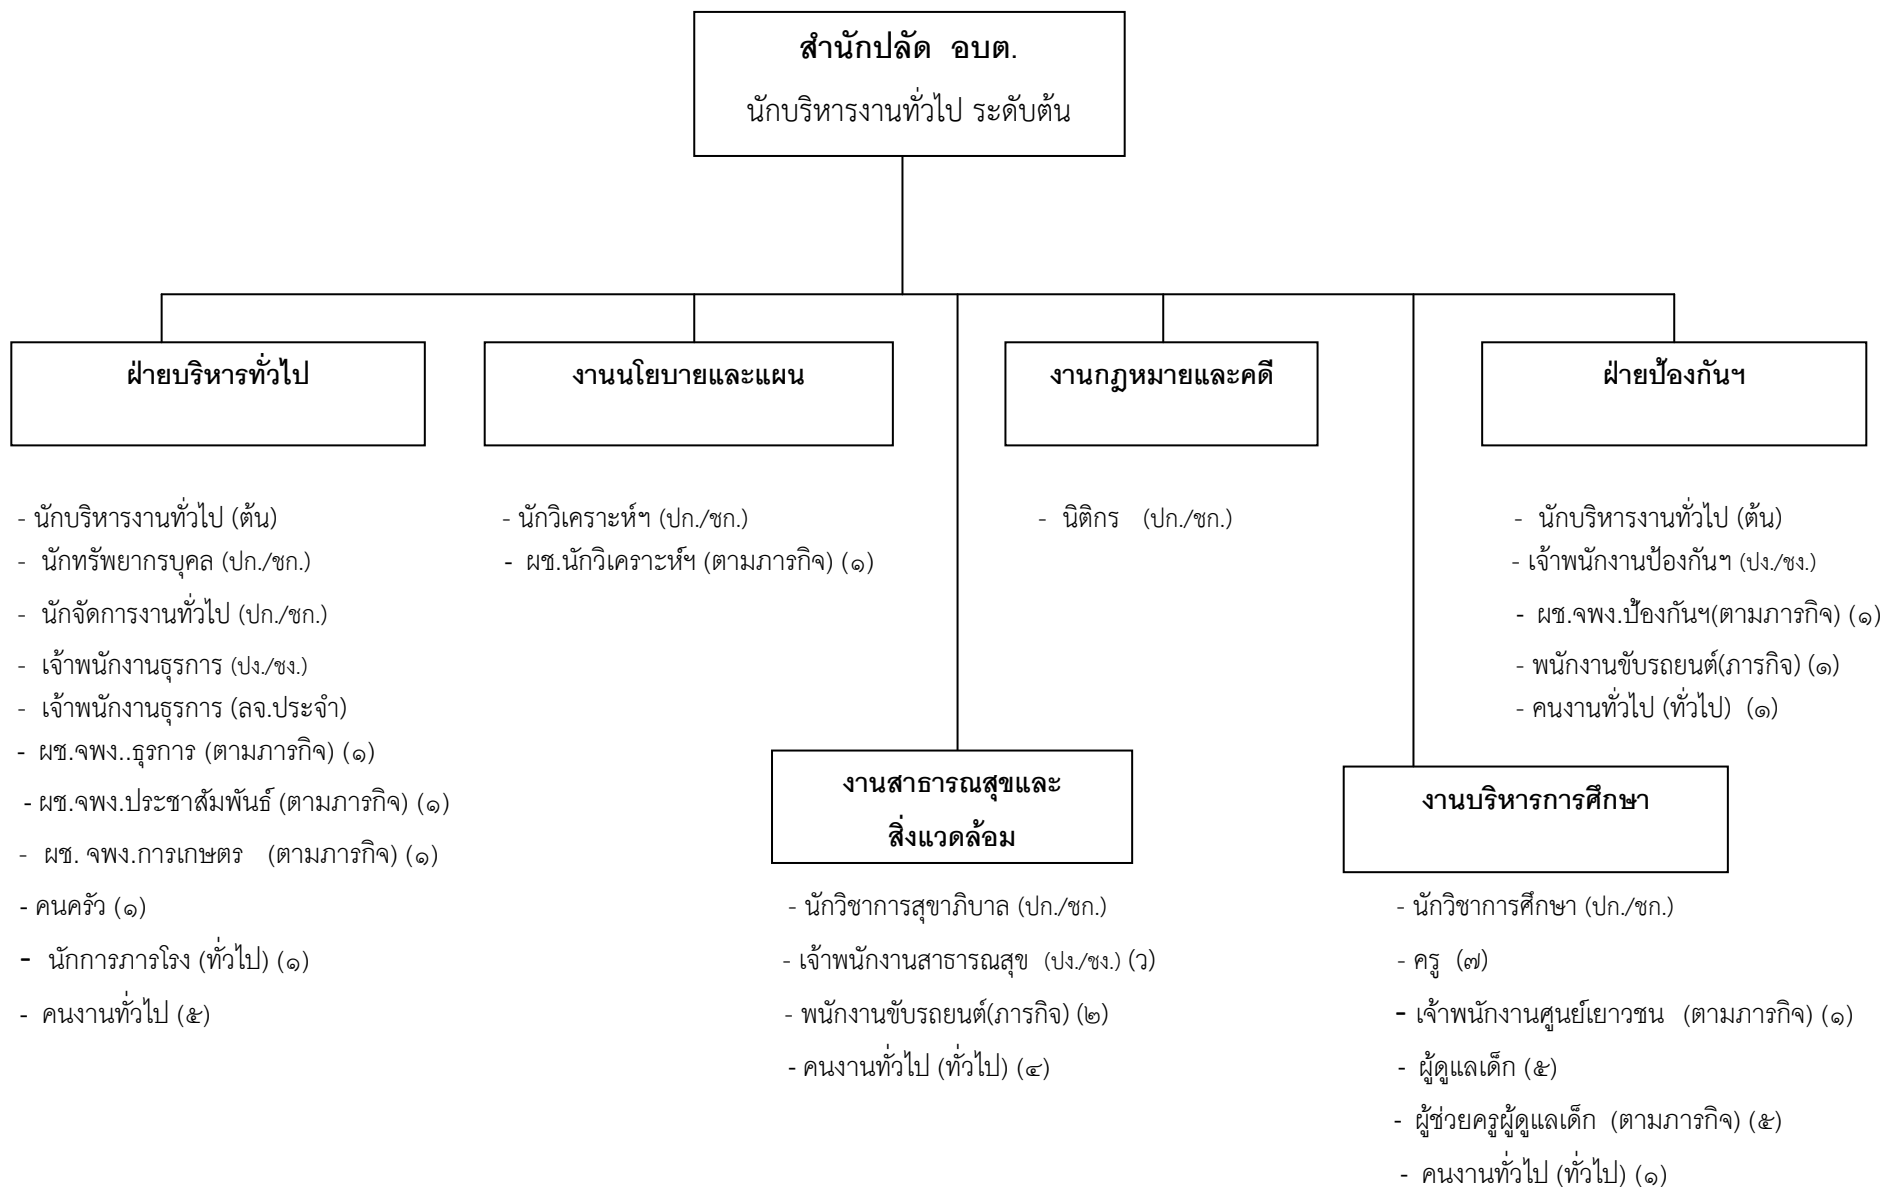 สำนักปลัด อบต.
นักบริหารงานทั่วไป ระดับต้น
ฝ่ายบริหารทั่วไป
- นักบริหารงานทั่วไป (ต้น)
- นักทรัพยากรบุคล (ปก./ชก.)
- นักจัดการงานทั่วไป (ปก./ชก.)
- เจ้าพนักงานธุรการ (ปง./ชง.)
- เจ้าพนักงานธุรการ (ลจ.ประจำ)
- ผช.จพง..ธุรการ (ตามภารกิจ) (๑)
- ผช.จพง.ประชาสัมพันธ์ (ตามภารกิจ) (๑)
- ผช. จพง.การเกษตร (ตามภารกิจ) (๑)
- คนครัว (๑)
- นักการภารโรง (ทั่วไป) (๑)
- คนงานทั่วไป (๕)
งานนโยบายและแผน
- นักวิเคราะห์ฯ (ปก./ชก.)
- ผช.นักวิเคราะห์ฯ (ตามภารกิจ) (๑)
งานสาธารณสุขและ
สิ่งแวดล้อม
- นักวิชาการสุขาภิบาล (ปก./ชก.)
- เจ้าพนักงานสาธารณสุข (ปง./ชง.) (ว)
- พนักงานขับรถยนต์(ภารกิจ) (๒)
- คนงานทั่วไป (ทั่วไป) (๔)
งานกฎหมายและคดี
- นิติกร (ปก./ชก.)
งานบริหารการศึกษา
- นักวิชาการศึกษา (ปก./ชก.)
- ครู (๗)
- เจ้าพนักงานศูนย์เยาวชน (ตามภารกิจ) (๑)
- ผู้ดูแลเด็ก (๕)
- ผู้ช่วยครูผู้ดูแลเด็ก (ตามภารกิจ) (๕)
- คนงานทั่วไป (ทั่วไป) (๑)
ฝ่ายป้องกันฯ
- นักบริหารงานทั่วไป (ต้น)
- เจ้าพนักงานป้องกันฯ (ปง./ชง.)
- ผช.จพง.ป้องกันฯ(ตามภารกิจ) (๑)
- พนักงานขับรถยนต์(ภารกิจ) (๑)
- คนงานทั่วไป (ทั่วไป) (๑)